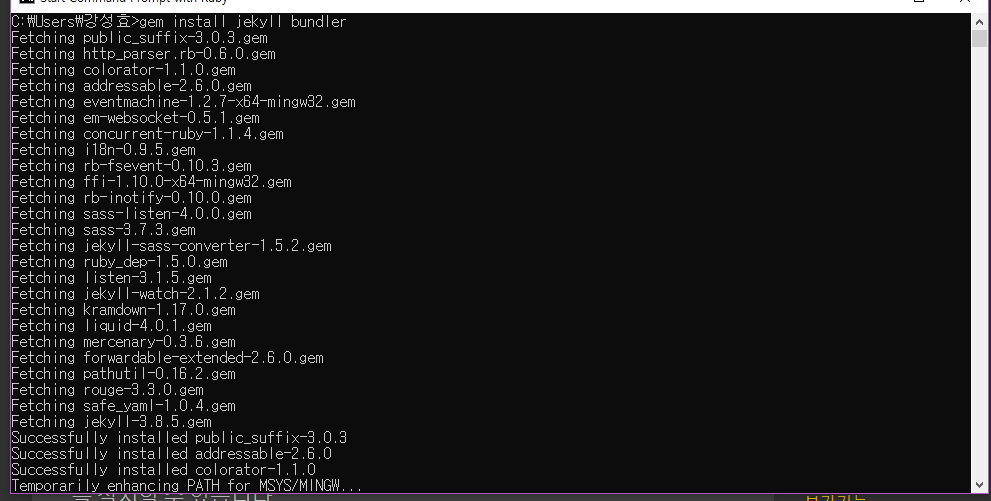 Start Command Prompt with Ruby
C:₩Users₩강성효>gem install jekyll bundler
Fetching public_suffix-3.0.3.gem
Fetching http_parser.rb-0.6.0.gem
Fetching colorator-1.1.0.gem
Fetching addressable-2.6.0.gem
Fetching eventmachine-1.2.7-x64-mingw32.gem
Fetching em-websocket-0.5.1.gem
Fetching concurrent-ruby-1.1.4.gem
Fetching i18n-0.9.5.gem
Fetching rb-fsevent-0.10.3.gem
Fetching ffi-1.10.0-x64-mingw32.gem
Fetching rb-inotify-0.10.0.gem
Fetching sass-listen-4.0.0.gem
Fetching sass-3.7.3.gem
Fetching jekyll-sass-converter-1.5.2.gem
Fetching ruby_dep-1.5.0.gem
Fetching listen-3.1.5.gem
Fetching jekyll-watch-2.1.2.gem
Fetching kramdown-1.17.0.gem
Fetching liquid-4.0.1.gem
Fetching mercenary-0.3.6.gem
Fetching forwardable-extended-2.6.0.gem
Fetching pathutil-0.16.2.gem
Fetching rouge-3.3.0.gem
Fetching safe_yaml-1.0.4.gem
Fetching jekyll-3.8.5.gem
Successfully installed public_suffix-3.0.3
Successfully installed addressable-2.6.0
Successfully installed colorator-1.1.0
Temporarily enhancing PATH for MSYS/MINGW...